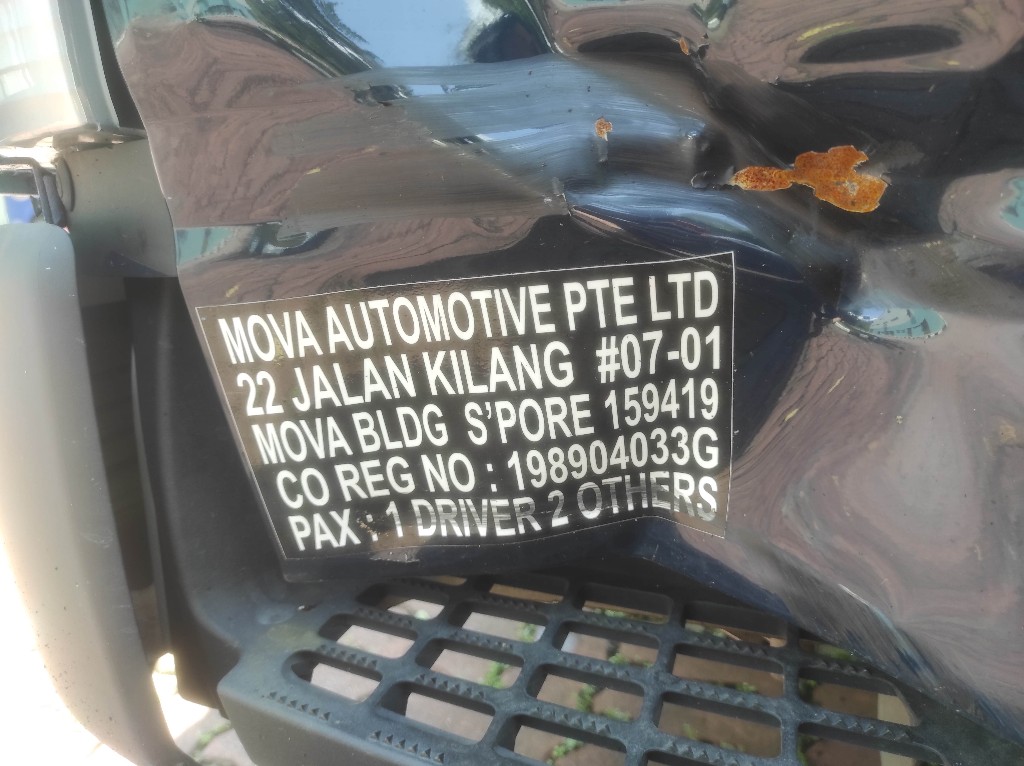 MOVA AUTOMOTIVE PTE LTD
22 JALAN KILANG #07-01
MOVA BLDG S'PORE 159419
CO REG NO : 198904033G
PAX : 1 DRIVER 2 OTHERS